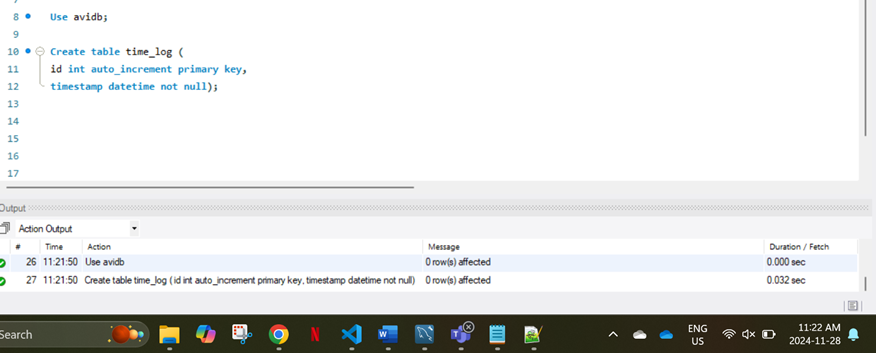 8 Use avidb;
9
10 Create table time_log (
11 id int auto_increment primary key,
12 timestamp datetime not null);
13
14
15
16
17
Output
Action Output
# Time Action Message Duration / Fetch
26 11:21:50 Use avidb 0 row(s) affected 0.000 sec
27 11:21:50 Create table time_log ( id int auto_increment primary key, timestamp datetime not null) 0 row(s) affected 0.032 sec
Search ENG 11:22 AM
US 2024-11-28